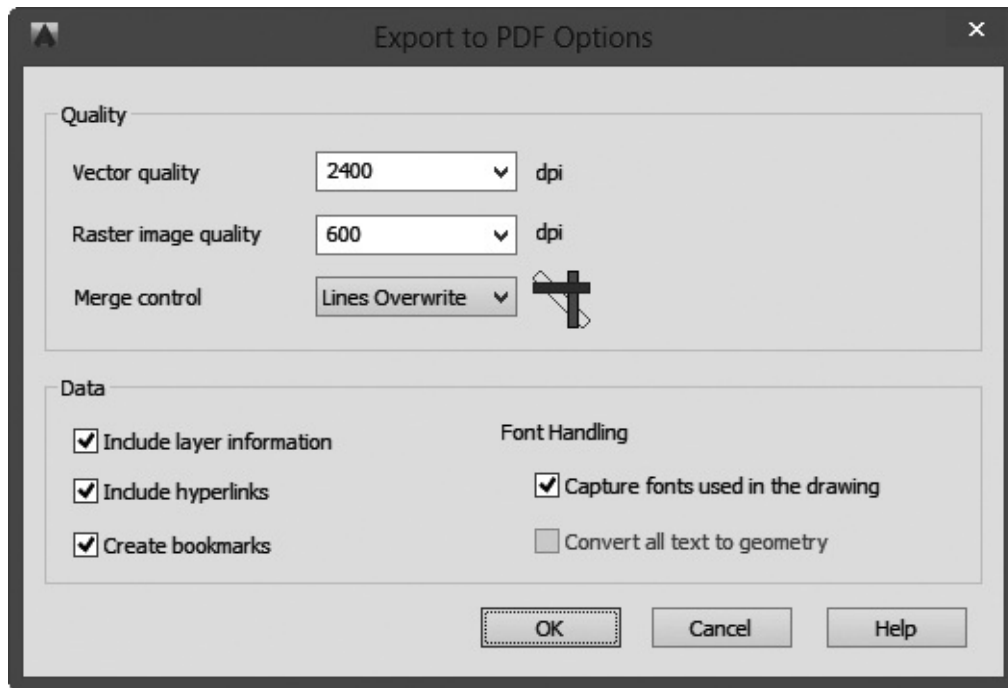 Export to PDF Options
Quality
Vector quality 2400 dpi
Raster image quality 600 dpi
Merge control Lines Overwrite
Data
Include layer information
Include hyperlinks
Create bookmarks
Font Handling
Capture fonts used in the drawing
Convert all text to geometry
OK Cancel Help